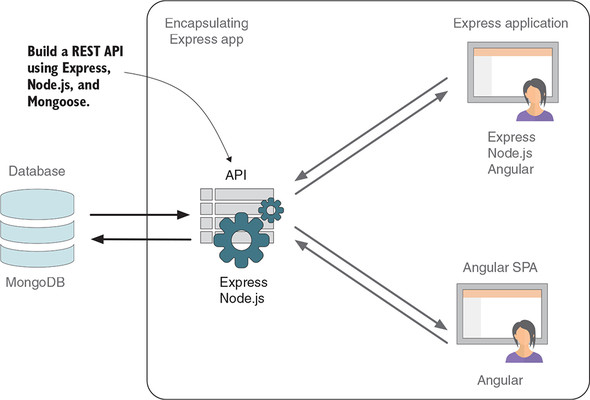 Encapsulating
Express app
Express application
Build a REST API
using Express,
Node.js, and
Mongoose.
Express
Node.js
Angular
Database
API
MongoDB
Express
Node.js
Angular SPA
Angular